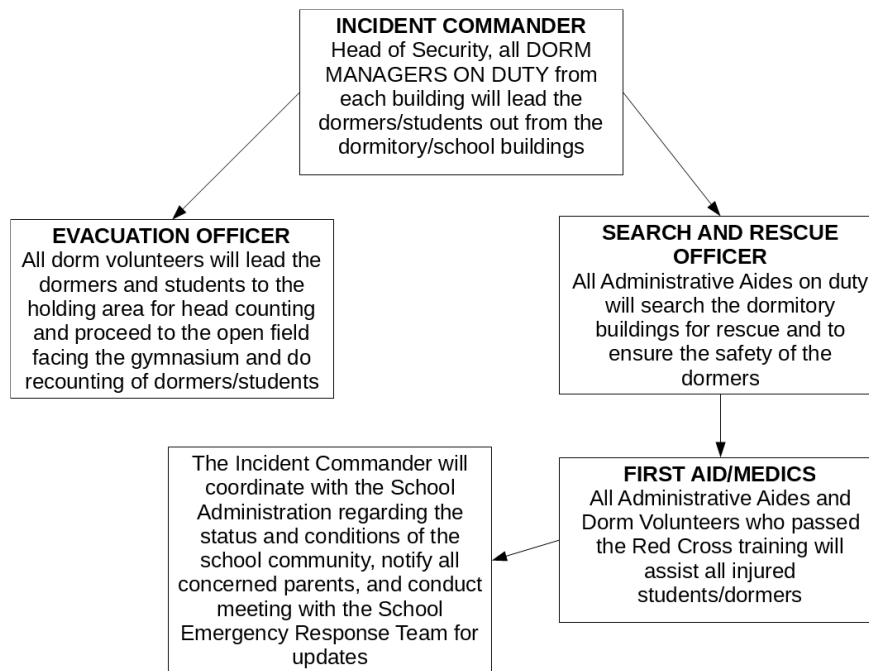 INCIDENT COMMANDER
Head of Security, all DORM
MANAGERS ON DUTY from
each building will lead the
dormers/students out from the
dormitory/school buildings
EVACUATION OFFICER
All dorm volunteers will lead the
dormers and students to the
holding area for head counting
and proceed to the open field
facing the gymnasium and do
recounting of dormers/students
SEARCH AND RESCUE
OFFICER
All Administrative Aides on duty
will search the dormitory
buildings for rescue and to
ensure the safety of the
dormers
FIRST AID/MEDICS
All Administrative Aides and
Dorm Volunteers who passed
the Red Cross training will
assist all injured
students/dormers
The Incident Commander will
coordinate with the School
Administration regarding the
status and conditions of the
school community, notify all
concerned parents, and conduct
meeting with the School
Emergency Response Team for
updates